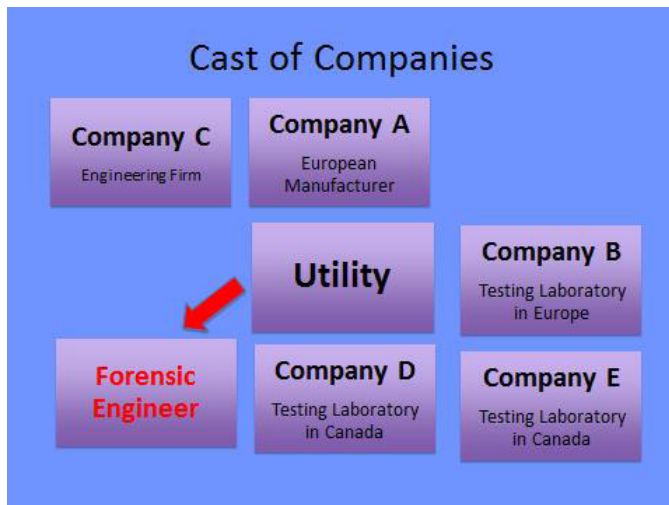 Cast of Companies
Company C
Engineering Firm
Company A
European
Manufacturer
Utility
Company B
Testing Laboratory
in Europe
Forensic
Engineer
Company D
Testing Laboratory
in Canada
Company E
Testing Laboratory
in Canada